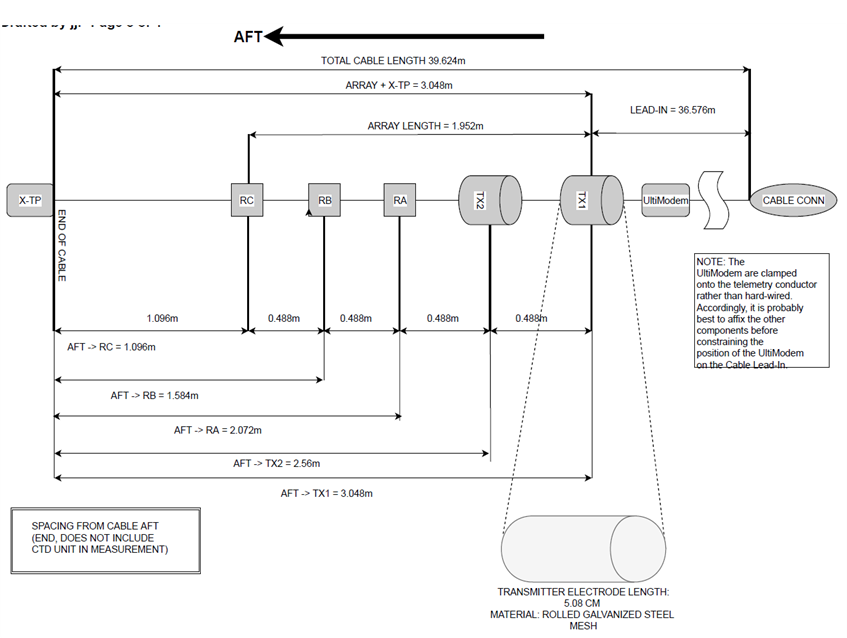 AFT
TOTAL CABLE LENGTH 39.624m
ARRAY + X-TP = 3.048m
LEAD-IN = 36.576m
ARRAY LENGTH = 1.952m
X-TP
RC
RB
RA
TX2
TX1
UltiModem
CABLE CONN
END OF CABLE
NOTE: The
UltiModem are clamped
onto the telemetry conductor
rather than hard-wired.
Accordingly, it is probably
best to affix the other
components before
constraining the
position of the UltiModem
on the Cable Lead-In.
1.096m
0.488m
0.488m
0.488m
0.488m
AFT -> RC = 1.096m
AFT -> RB = 1.584m
AFT -> RA = 2.072m
AFT -> TX2 = 2.56m
AFT -> TX1 = 3.048m
SPACING FROM CABLE AFT
(END, DOES NOT INCLUDE
CTD UNIT IN MEASUREMENT)
TRANSMITTER ELECTRODE LENGTH:
5.08 CM
MATERIAL: ROLLED GALVANIZED STEEL
MESH